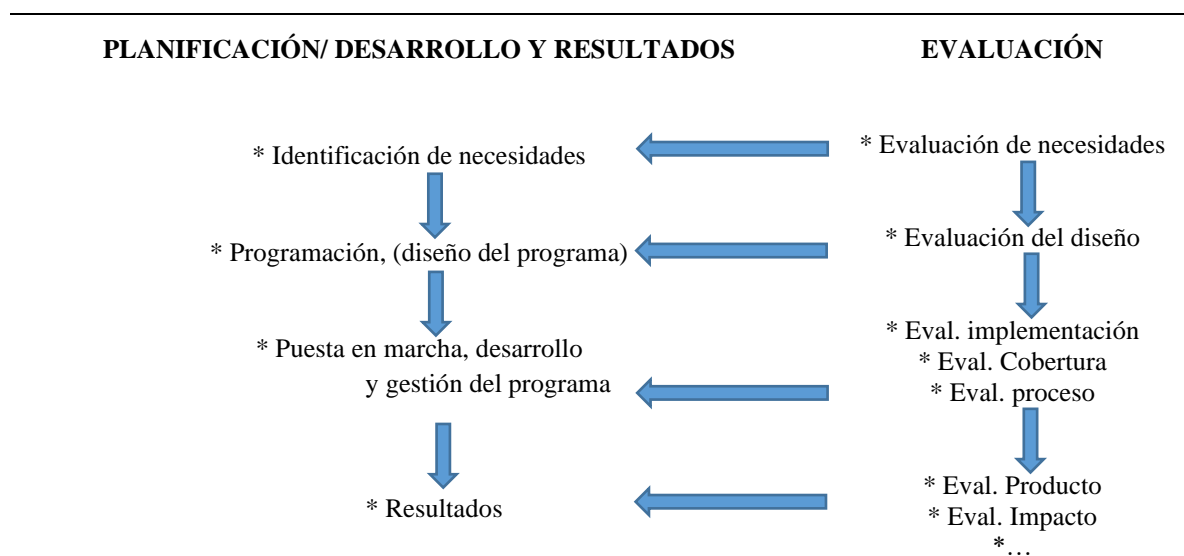 PLANIFICACIÓN/ DESARROLLO Y RESULTADOS
EVALUACIÓN
* Identificación de necesidades
* Evaluación de necesidades
* Programación, (diseño del programa)
* Evaluación del diseño
* Puesta en marcha, desarrollo
y gestión del programa
* Eval. implementación
* Eval. Cobertura
* Eval. proceso
* Resultados
* Eval. Producto
* Eval. Impacto
*…